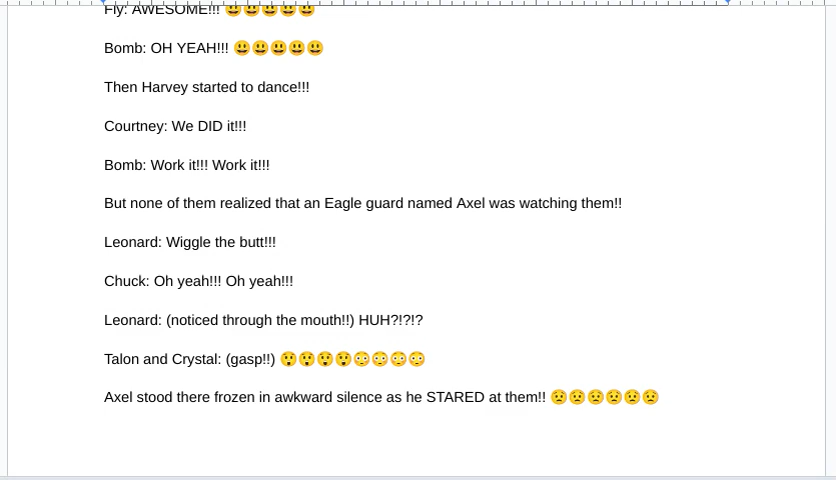 Fly: AWESOME!!! 😃😃😃😃😃
Bomb: OH YEAH!!! 😃😃😃😃😃
Then Harvey started to dance!!!
Courtney: We DID it!!!
Bomb: Work it!!! Work it!!!
But none of them realized that an Eagle guard named Axel was watching them!!
Leonard: Wiggle the butt!!!
Chuck: Oh yeah!!! Oh yeah!!!
Leonard: (noticed through the mouth!!) HUH?!?!?
Talon and Crystal: (gasp!!) 😲😲😲😲😳😳😳😳
Axel stood there frozen in awkward silence as he STARED at them!! 😟😟😟😟😟😟